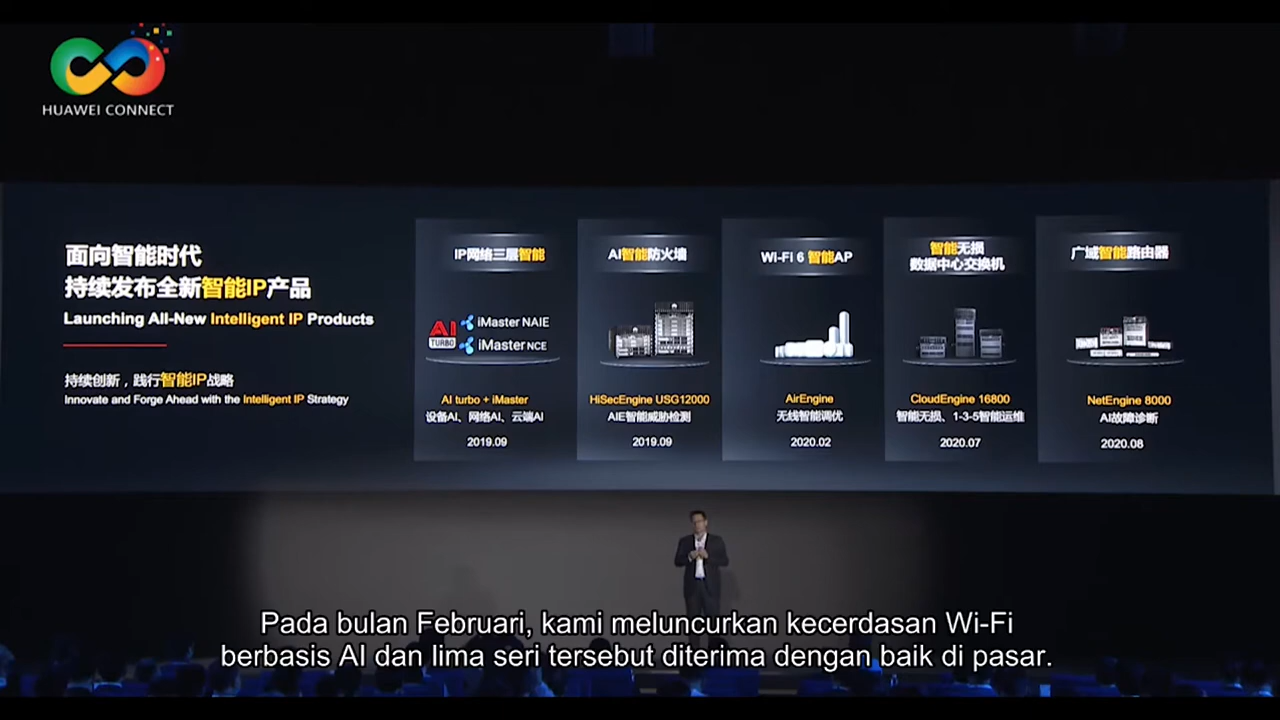 HUAWEI CONNECT
面向智能时代
持续发布全新智能IP产品
Launching All-New Intelligent IP Products
持续创新，践行智能IP战略
Innovate and Forge Ahead with the Intelligent IP Strategy
IP网络三层智能
AI TURBO
iMaster NAIE
iMaster NCE
AI turbo + iMaster
设备AI、网络AI、云端AI
2019.09
AI智能防火墙
HiSecEngine USG12000
AIE智能威胁检测
2019.09
Wi-Fi 6 智能AP
AirEngine
无线智能调优
2020.02
智能无损
数据中心交换机
CloudEngine 16800
智能无损、1-3-5智能运维
2020.07
广域智能路由器
NetEngine 8000
AI故障诊断
2020.08
Pada bulan Februari, kami meluncurkan kecerdasan Wi-Fi
berbasis AI dan lima seri tersebut diterima dengan baik di pasar.